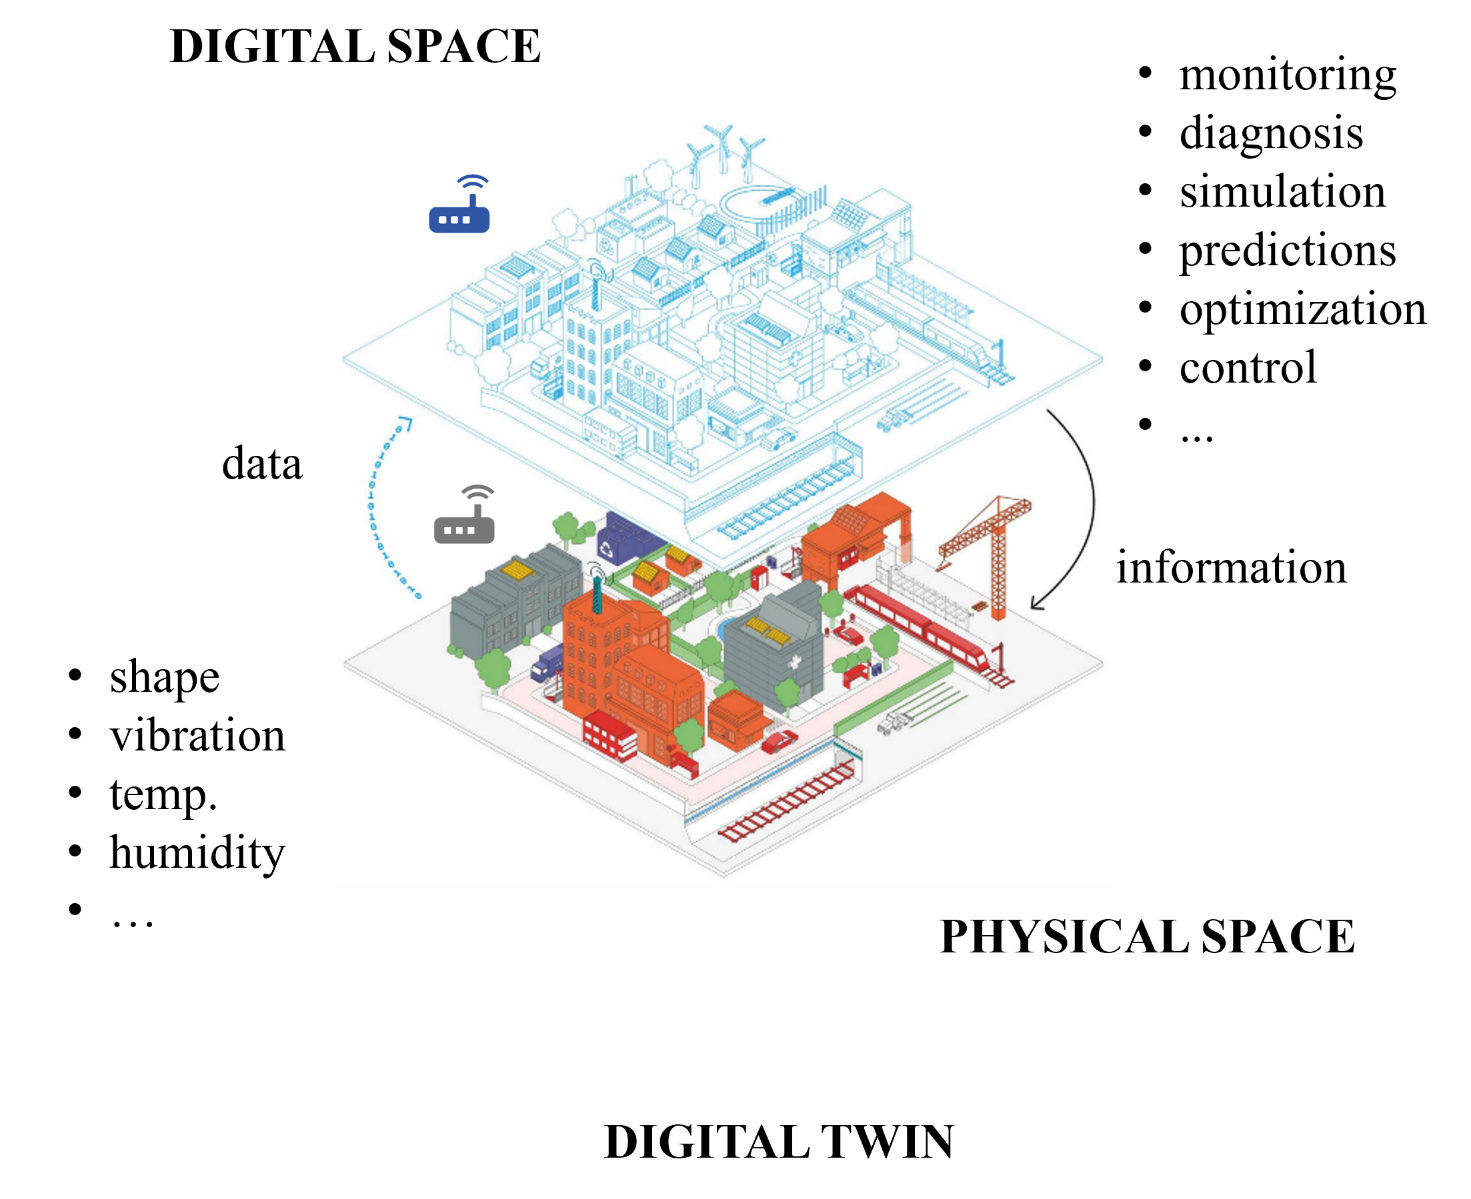 DIGITAL SPACE
• monitoring
• diagnosis
• simulation
• predictions
• optimization
• control
• ...
data
information
• shape
• vibration
• temp.
• humidity
• …
PHYSICAL SPACE
DIGITAL TWIN